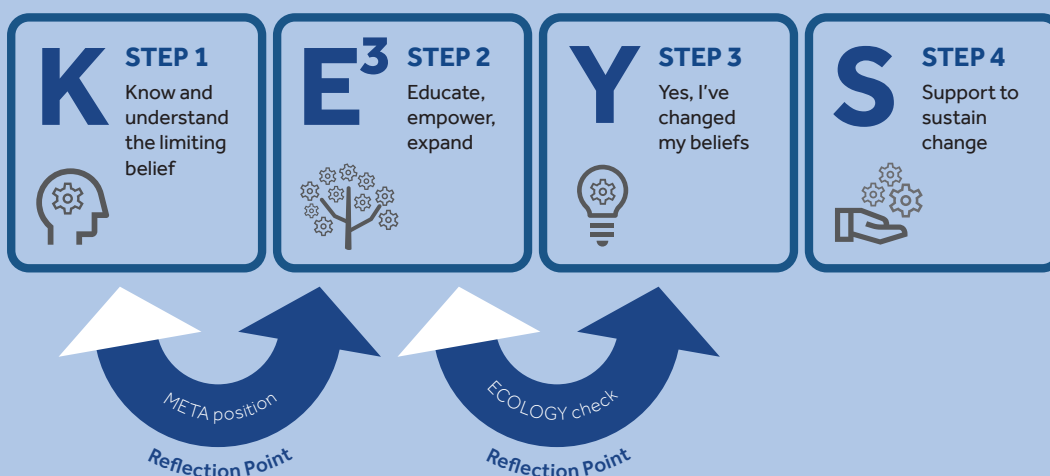 K
STEP 1
Know and
understand
the limiting
belief
E³
STEP 2
Educate,
empower,
expand
Y
STEP 3
Yes, I've
changed
my beliefs
S
STEP 4
Support to
sustain
change
META position
Reflection Point
ECOLOGY check
Reflection Point